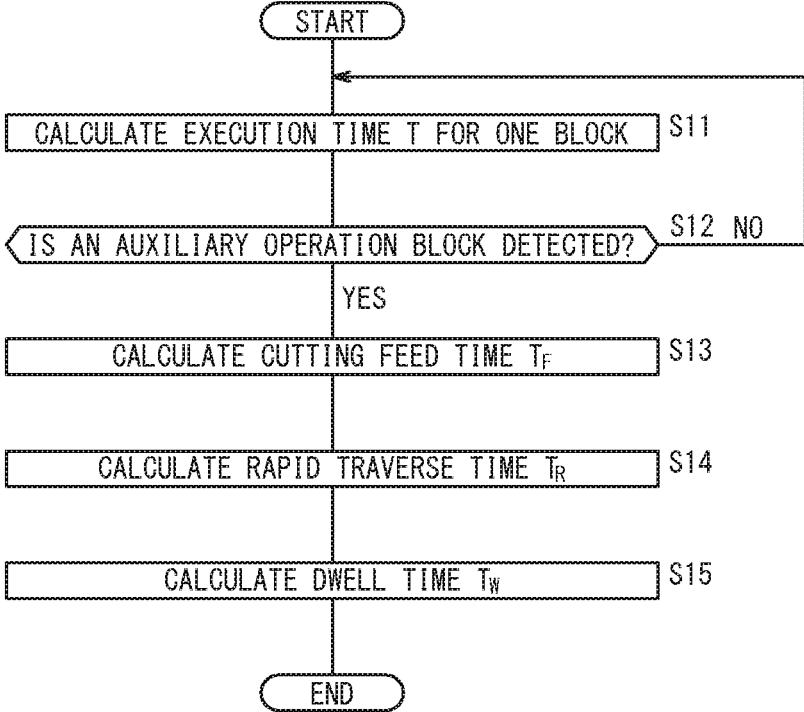 START
CALCULATE EXECUTION TIME T FOR ONE BLOCK S11
IS AN AUXILIARY OPERATION BLOCK DETECTED? S12 NO
YES
CALCULATE CUTTING FEED TIME TF S13
CALCULATE RAPID TRAVERSE TIME TR S14
CALCULATE DWELL TIME TW S15
END